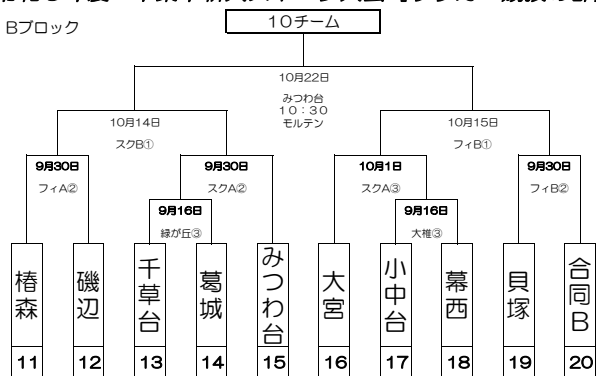 Bブロック
10チーム
10月22日
みつわ台
10:30
モルテン
10月14日
スクB①
10月15日
フィB①
9月30日
フィA②
9月30日
スクA②
10月1日
スクA③
9月30日
フィB②
9月16日
緑が丘③
9月16日
大椎③
椿森
磯辺
千草台
葛城
みつわ台
大宮
小中台
幕西
貝塚
合同B
11
12
13
14
15
16
17
18
19
20